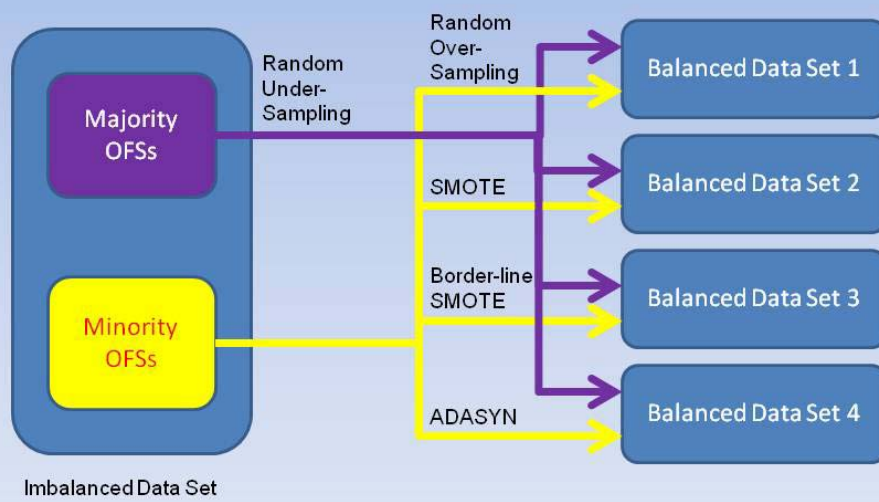 Majority
OFSs
Minority
OFSs
Imbalanced Data Set
Random
Under-
Sampling
Random
Over-
Sampling
SMOTE
Border-line
SMOTE
ADASYN
Balanced Data Set 1
Balanced Data Set 2
Balanced Data Set 3
Balanced Data Set 4